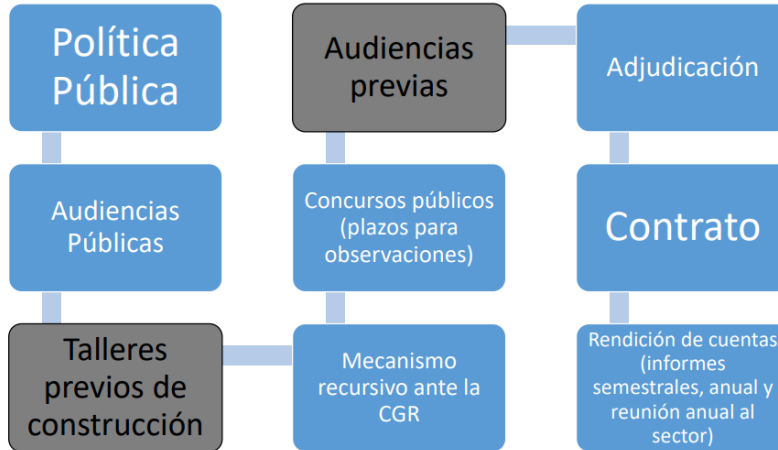 Política
Pública
Audiencias
Públicas
Talleres
previos de
construcción
Mecanismo
recursivo ante la
CGR
Concursos públicos
(plazos para
observaciones)
Audiencias
previas
Adjudicación
Contrato
Rendición de cuentas
(informes
semestrales, anual y
reunión anual al
sector)